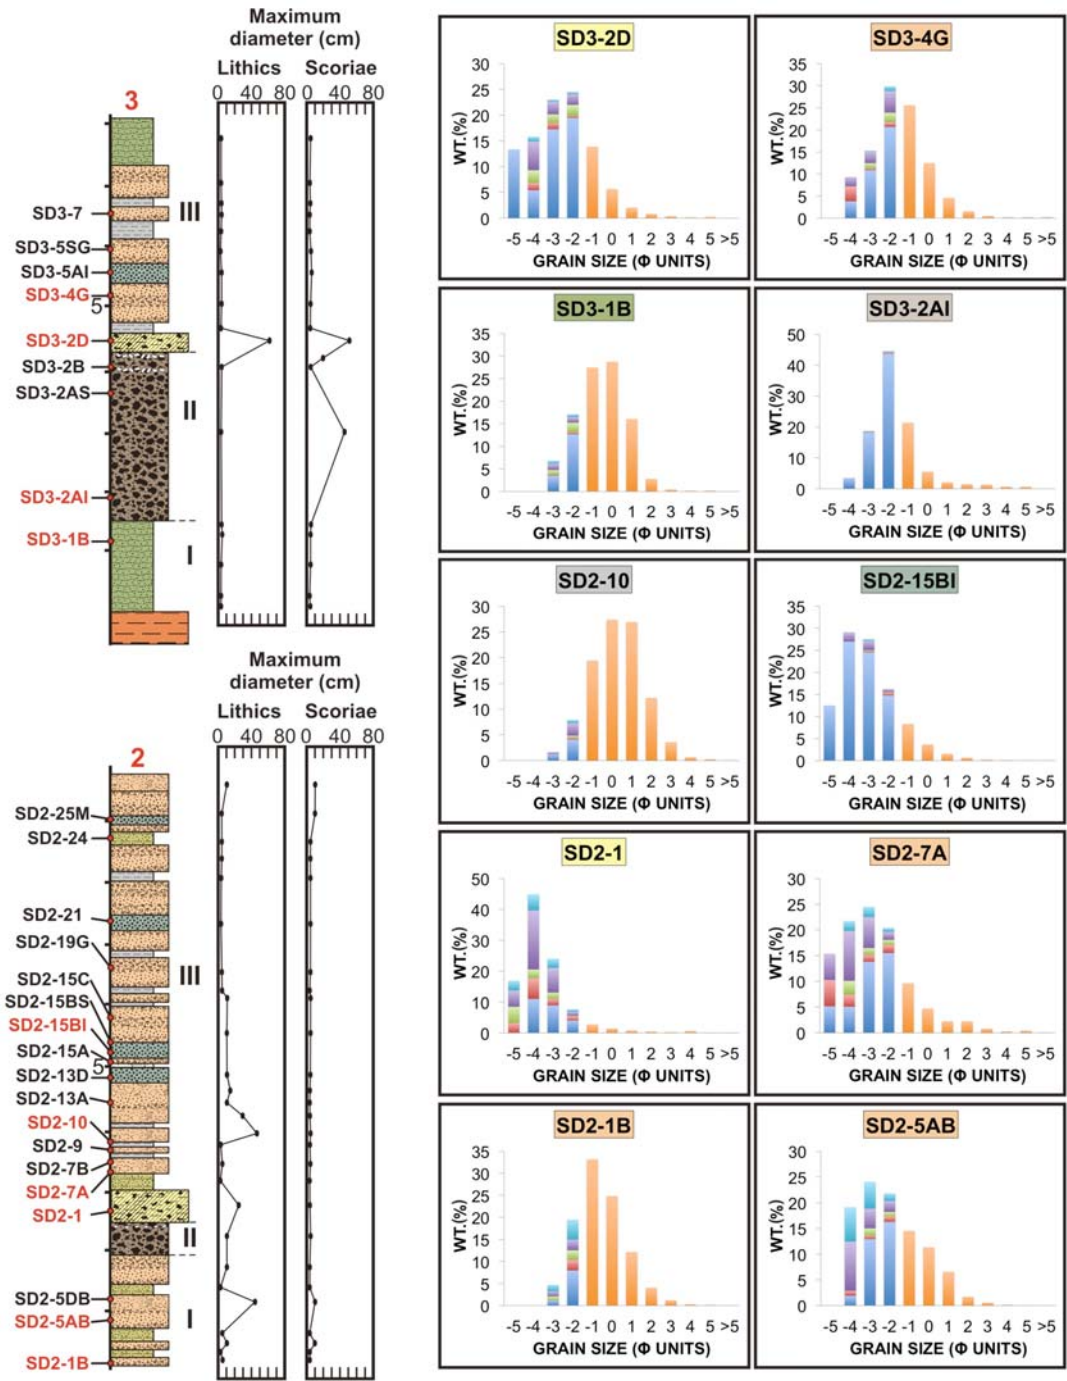 Maximum
diameter (cm)
Lithics Scoriae
0 40 80 0 40 80
3
SD3-7
III
SD3-5SG
SD3-5AI
SD3-4G
5
SD3-2D
SD3-2B
SD3-2AS
II
SD3-2AI
SD3-1B
I
Maximum
diameter (cm)
Lithics Scoriae
0 40 80 0 40 80
2
SD2-25M
SD2-24
SD2-21
SD2-19G
III
SD2-15C
SD2-15BS
SD2-15BI
SD2-15A
5
SD2-13D
SD2-13A
SD2-10
SD2-9
SD2-7B
SD2-7A
SD2-1
II
SD2-5DB
I
SD2-5AB
SD2-1B
SD3-2D
WT.(%)
30
25
20
15
10
5
0
-5 -4 -3 -2 -1 0 1 2 3 4 5 >5
GRAIN SIZE (Φ UNITS)
SD3-4G
WT.(%)
35
30
25
20
15
10
5
0
-5 -4 -3 -2 -1 0 1 2 3 4 5 >5
GRAIN SIZE (Φ UNITS)
SD3-1B
WT.(%)
35
30
25
20
15
10
5
0
-5 -4 -3 -2 -1 0 1 2 3 4 5 >5
GRAIN SIZE (Φ UNITS)
SD3-2AI
WT.(%)
50
40
30
20
10
0
-5 -4 -3 -2 -1 0 1 2 3 4 5 >5
GRAIN SIZE (Φ UNITS)
SD2-10
WT.(%)
30
25
20
15
10
5
0
-5 -4 -3 -2 -1 0 1 2 3 4 5 >5
GRAIN SIZE (Φ UNITS)
SD2-15BI
WT.(%)
35
30
25
20
15
10
5
0
-5 -4 -3 -2 -1 0 1 2 3 4 5 >5
GRAIN SIZE (Φ UNITS)
SD2-1
WT.(%)
50
40
30
20
10
0
-5 -4 -3 -2 -1 0 1 2 3 4 5 >5
GRAIN SIZE (Φ UNITS)
SD2-7A
WT.(%)
30
25
20
15
10
5
0
-5 -4 -3 -2 -1 0 1 2 3 4 5 >5
GRAIN SIZE (Φ UNITS)
SD2-1B
WT.(%)
35
30
25
20
15
10
5
0
-5 -4 -3 -2 -1 0 1 2 3 4 5 >5
GRAIN SIZE (Φ UNITS)
SD2-5AB
WT.(%)
35
30
25
20
15
10
5
0
-5 -4 -3 -2 -1 0 1 2 3 4 5 >5
GRAIN SIZE (Φ UNITS)